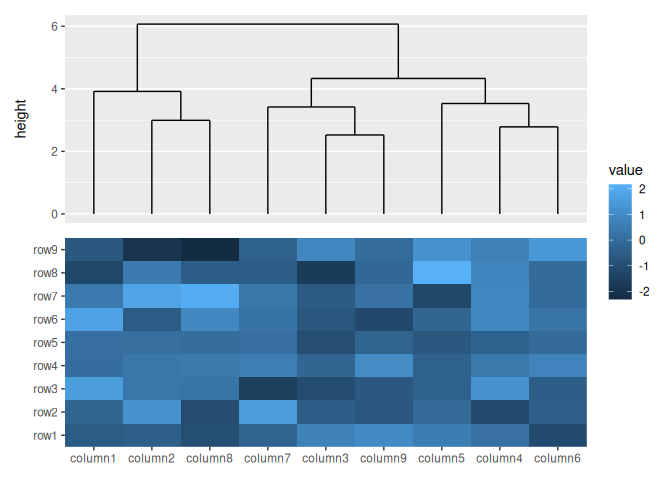 6
4
2
0
height
value
2
1
0
-1
-2
row9
row8
row7
row6
row5
row4
row3
row2
row1
column1 column2 column8 column7 column3 column9 column5 column4 column6